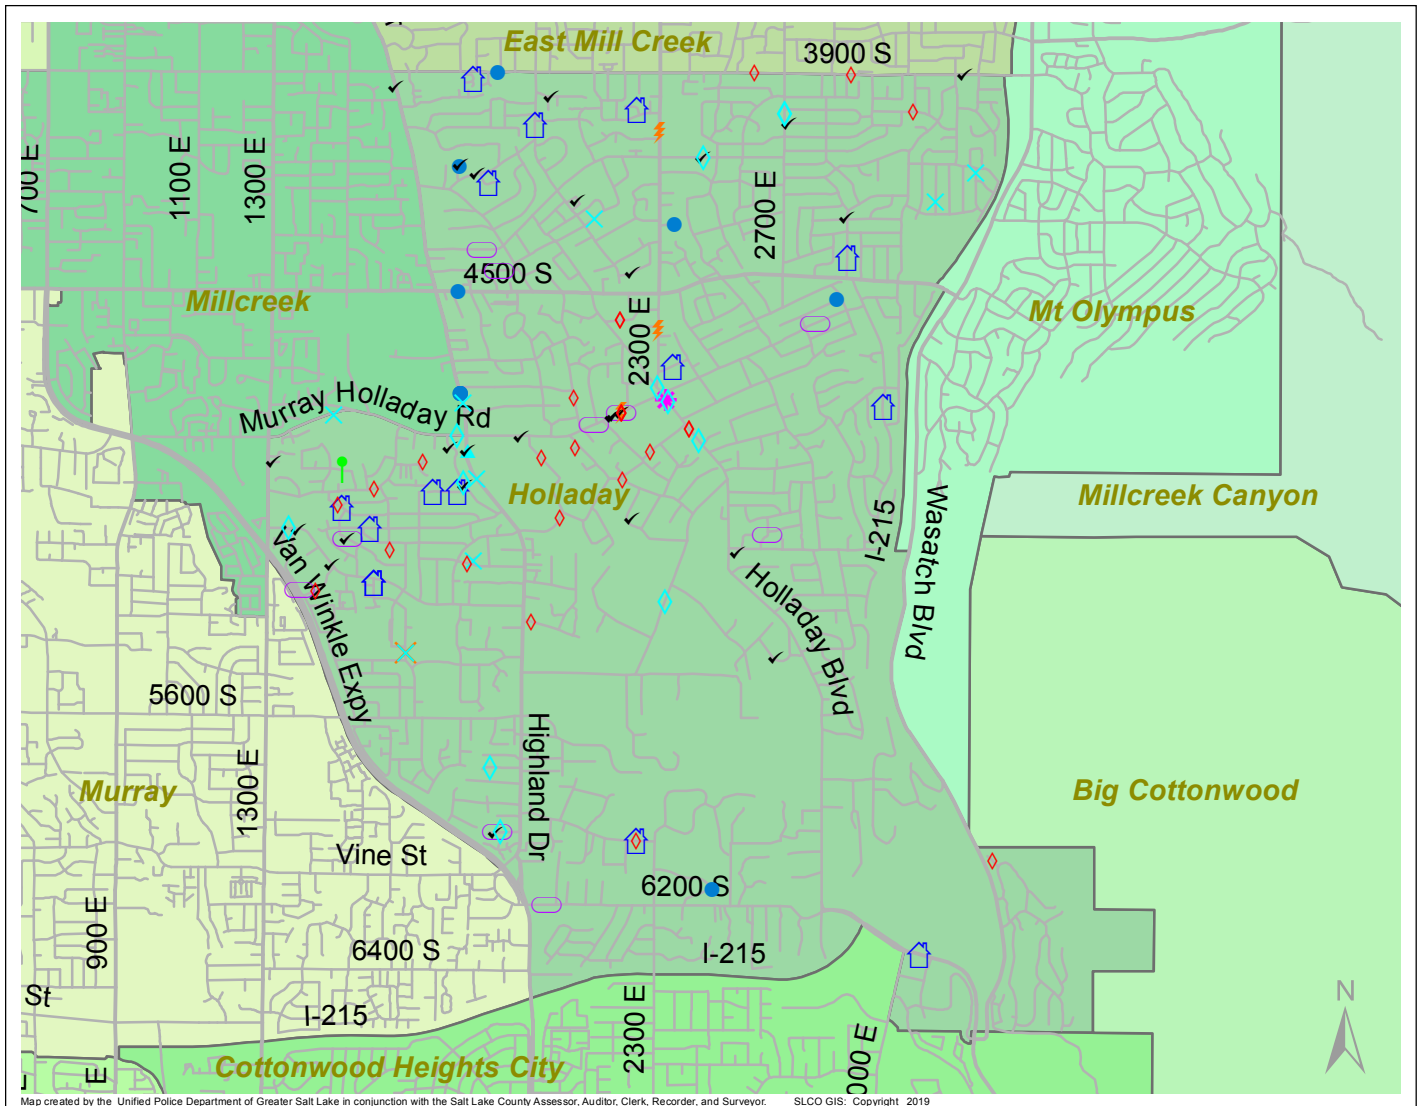 East Mill Creek
3900 S
700 E
1100 E
1300 E
2700 E
4500 S
Millcreek
2300 E
Mt Olympus
Murray Holladay Rd
Holladay
Millcreek Canyon
I-215
Wasatch Blvd
Van Winkle Expy
Holladay Blvd
5600 S
Highland Dr
Murray
1300 E
Big Cottonwood
Vine St
6200 S
900 E
6400 S
I-215
St
I-215
N
2300 E
000 E
E
Cottonwood Heights City
Map created by the Unified Police Department of Greater Salt Lake in conjunction with the Salt Lake County Assessor, Auditor, Clerk, Recorder, and Surveyor. SLCO GIS: Copyright 2019